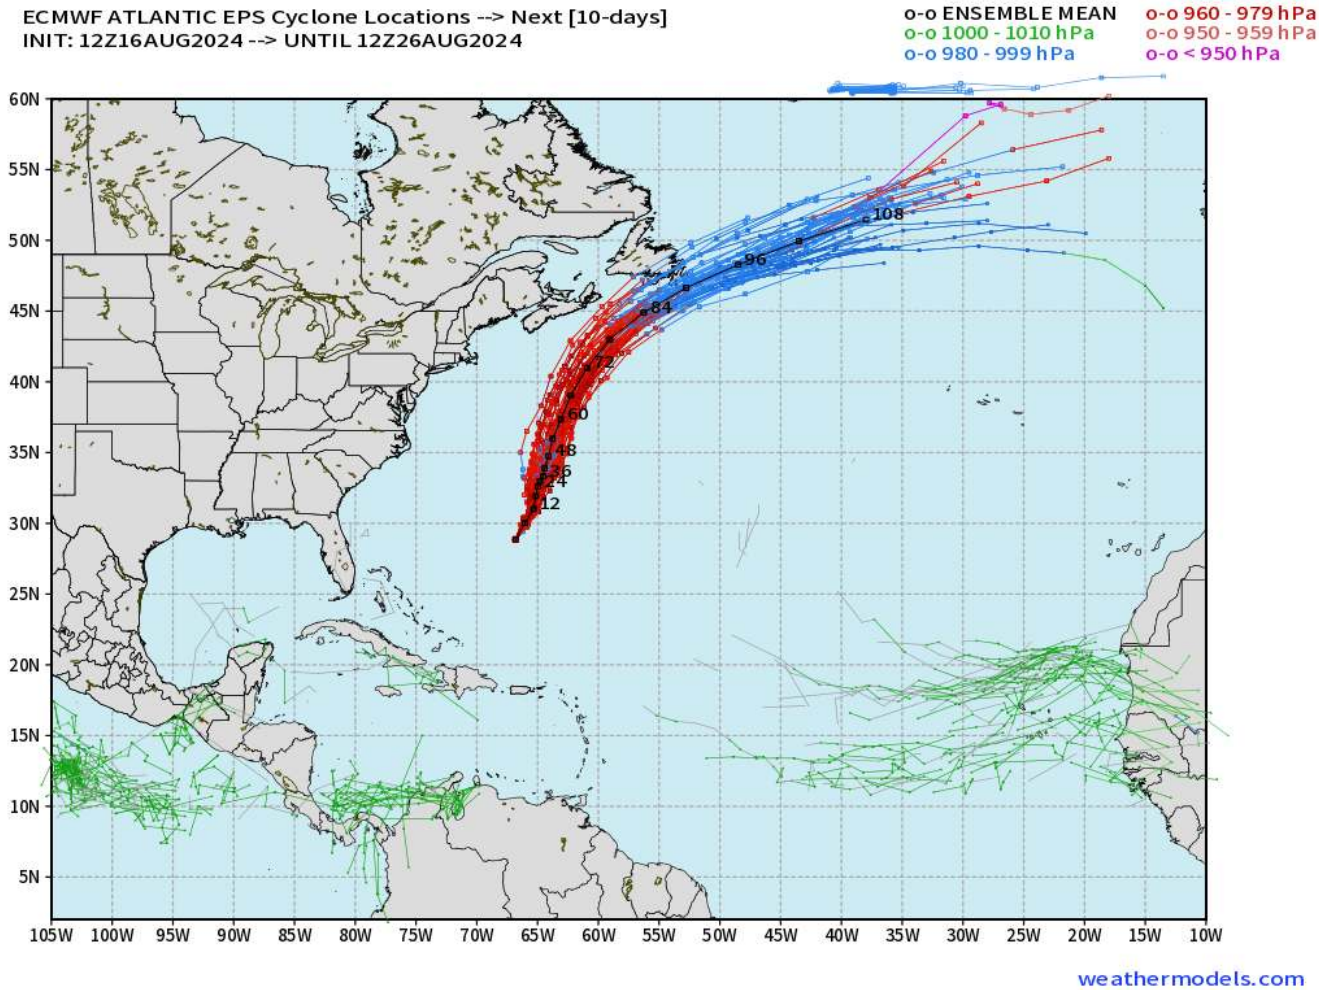 ECMWF ATLANTIC EPS Cyclone Locations --> Next [10-days]
INIT: 12Z16AUG2024 --> UNTIL 12Z26AUG2024
o-o ENSEMBLE MEAN
o-o 960 - 979 hPa
o-o 1000 - 1010 hPa
o-o 950 - 959 hPa
o-o 980 - 999 hPa
o-o < 950 hPa
60N
55N
108
50N
96
45N
84
72
40N
60
35N
48
36
24
12
30N
25N
20N
15N
10N
5N
105W 100W 95W 90W 85W 80W 75W 70W 65W 60W 55W 50W 45W 40W 35W 30W 25W 20W 15W 10W
weathermodels.com